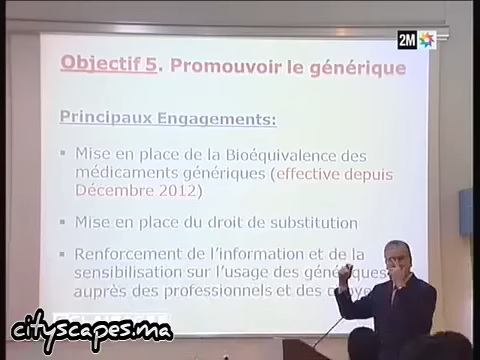 2M
Objectif 5. Promouvoir le générique
Principaux Engagements:
▪ Mise en place de la Bioéquivalence des
médicaments génériques (effective depuis
Décembre 2012)
▪ Mise en place du droit de substitution
▪ Renforcement de l'information et de la
sensibilisation sur l'usage des génériques
auprès des professionnels et des
cityscapes.ma